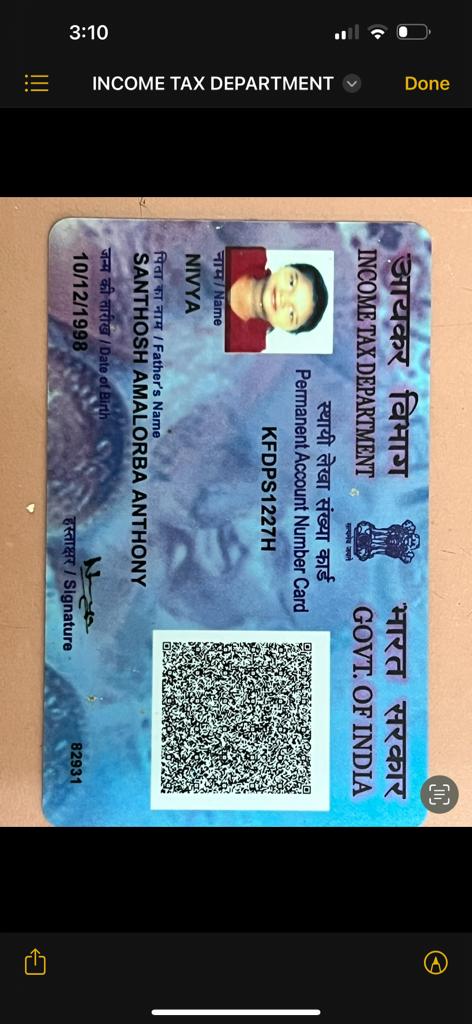 3:10
INCOME TAX DEPARTMENT
Done
आयकर विभाग
INCOME TAX DEPARTMENT
भारत सरकार
GOVT. OF INDIA
सत्यमेव जयते
स्थायी लेखा संख्या कार्ड
Permanent Account Number Card
KFDPS1227H
नाम / Name
NIVYA
पिता का नाम / Father's Name
SANTHOSH AMALORBA ANTHONY
जन्म की तारीख / Date of Birth
10/12/1998
हस्ताक्षर / Signature
82931